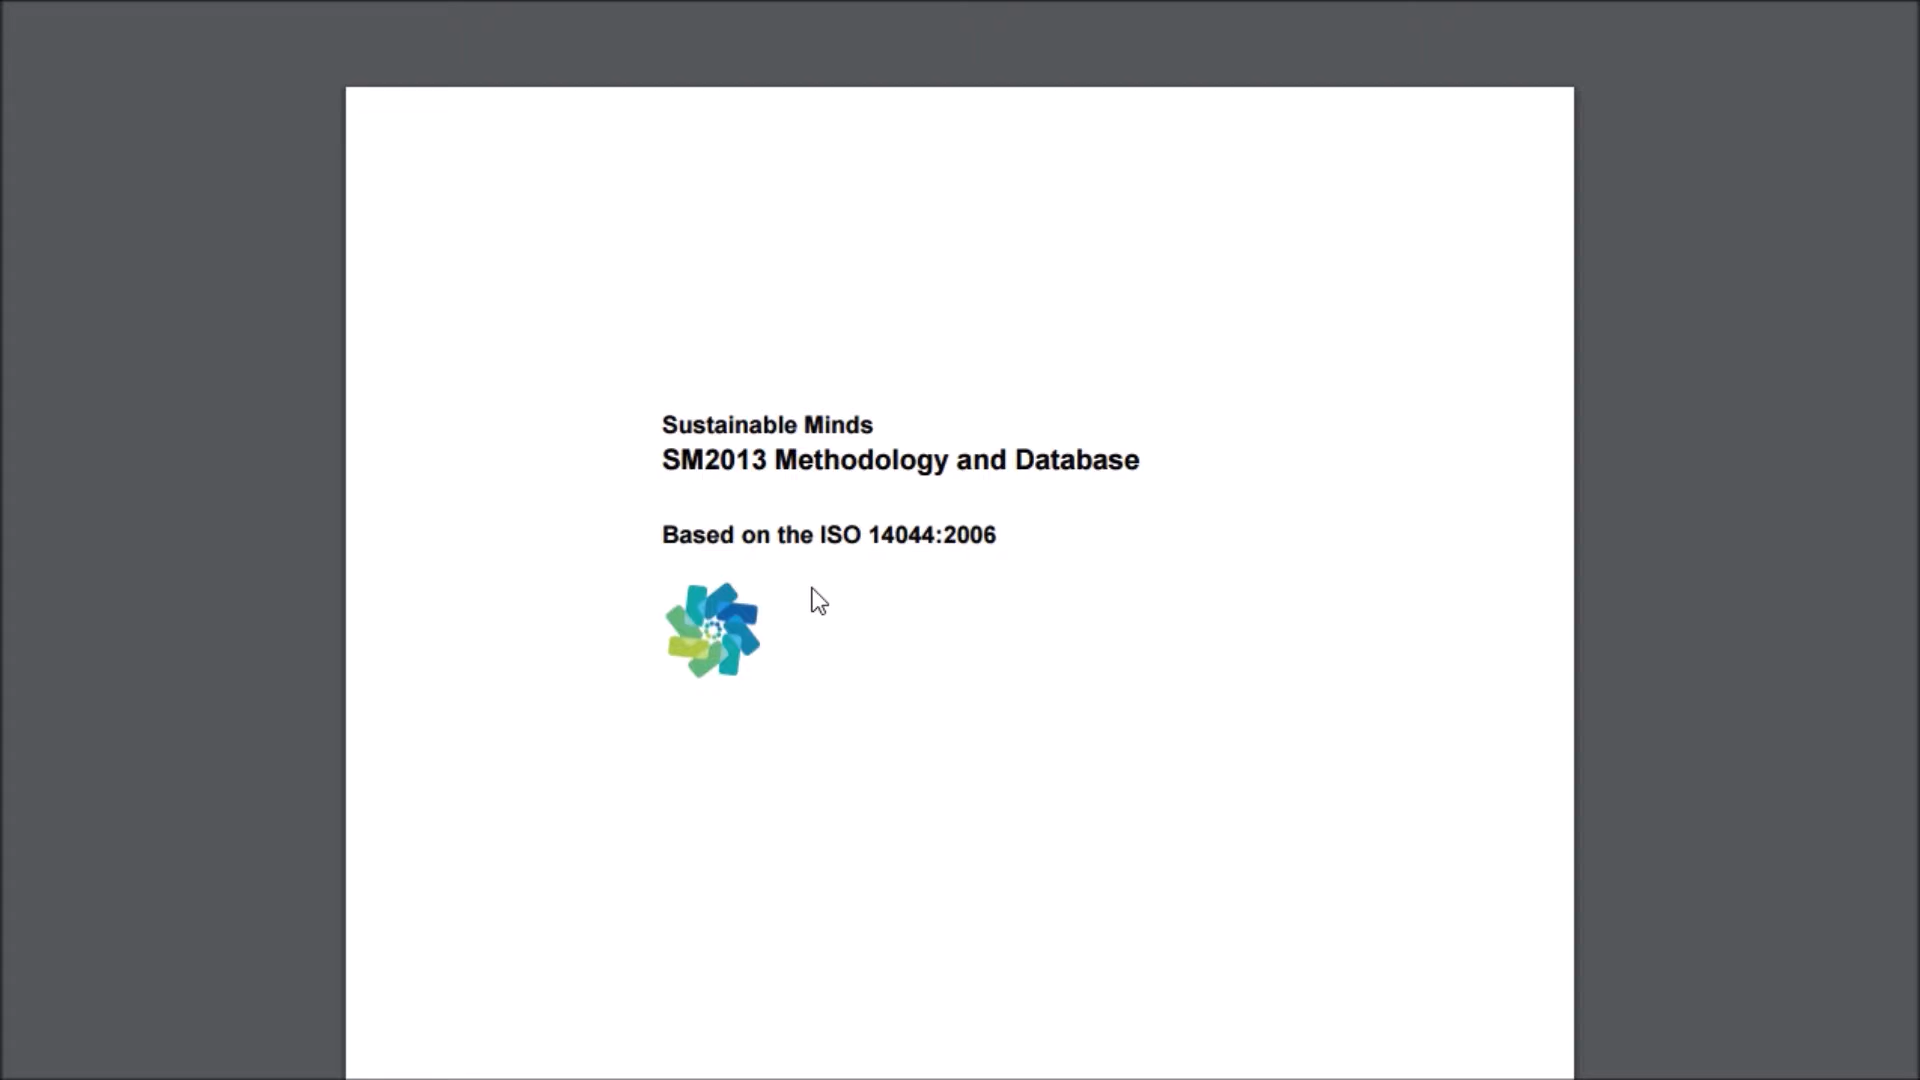 Sustainable Minds
SM2013 Methodology and Database
Based on the ISO 14044:2006